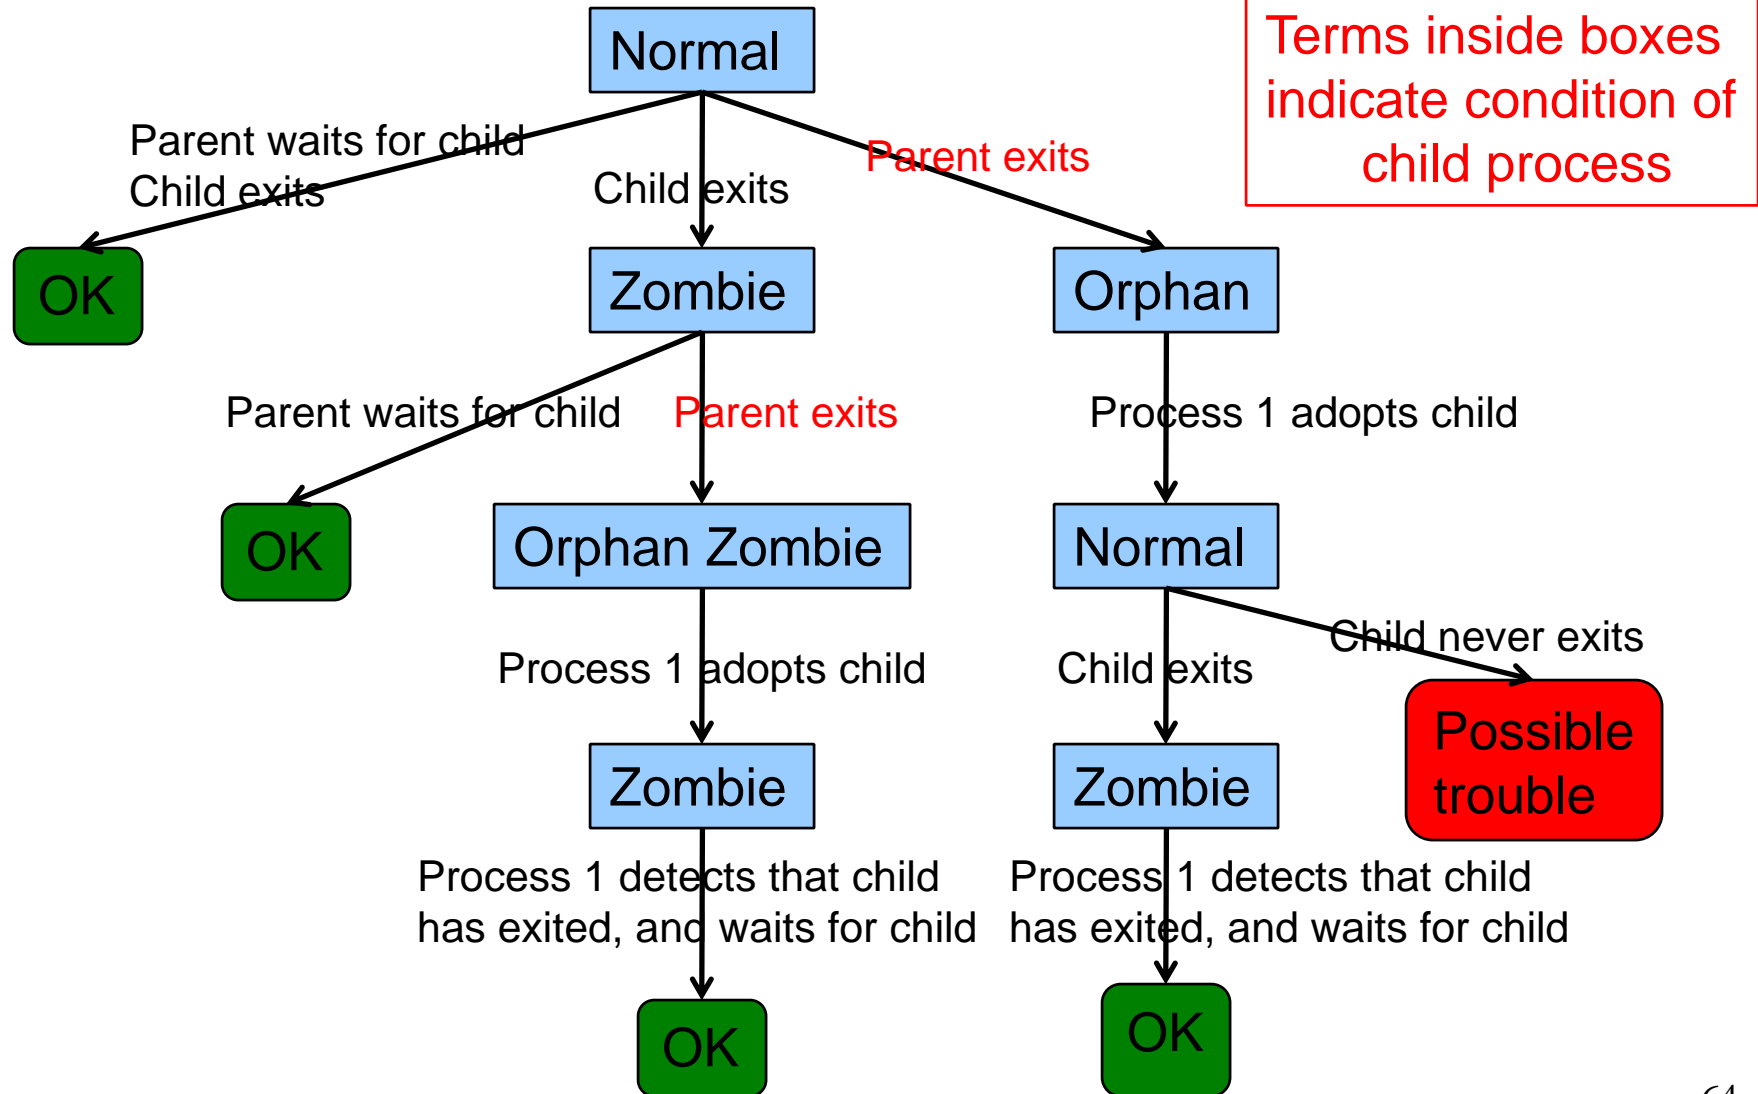 Normal
Terms inside boxes
indicate condition of
child process
Parent waits for child
Child exits
Child exits
Parent exits
OK
Zombie
Orphan
Parent waits for child
Parent exits
Process 1 adopts child
OK
Orphan Zombie
Normal
Process 1 adopts child
Child exits
Child never exits
Zombie
Zombie
Possible
trouble
Process 1 detects that child
has exited, and waits for child
Process 1 detects that child
has exited, and waits for child
OK
OK
64